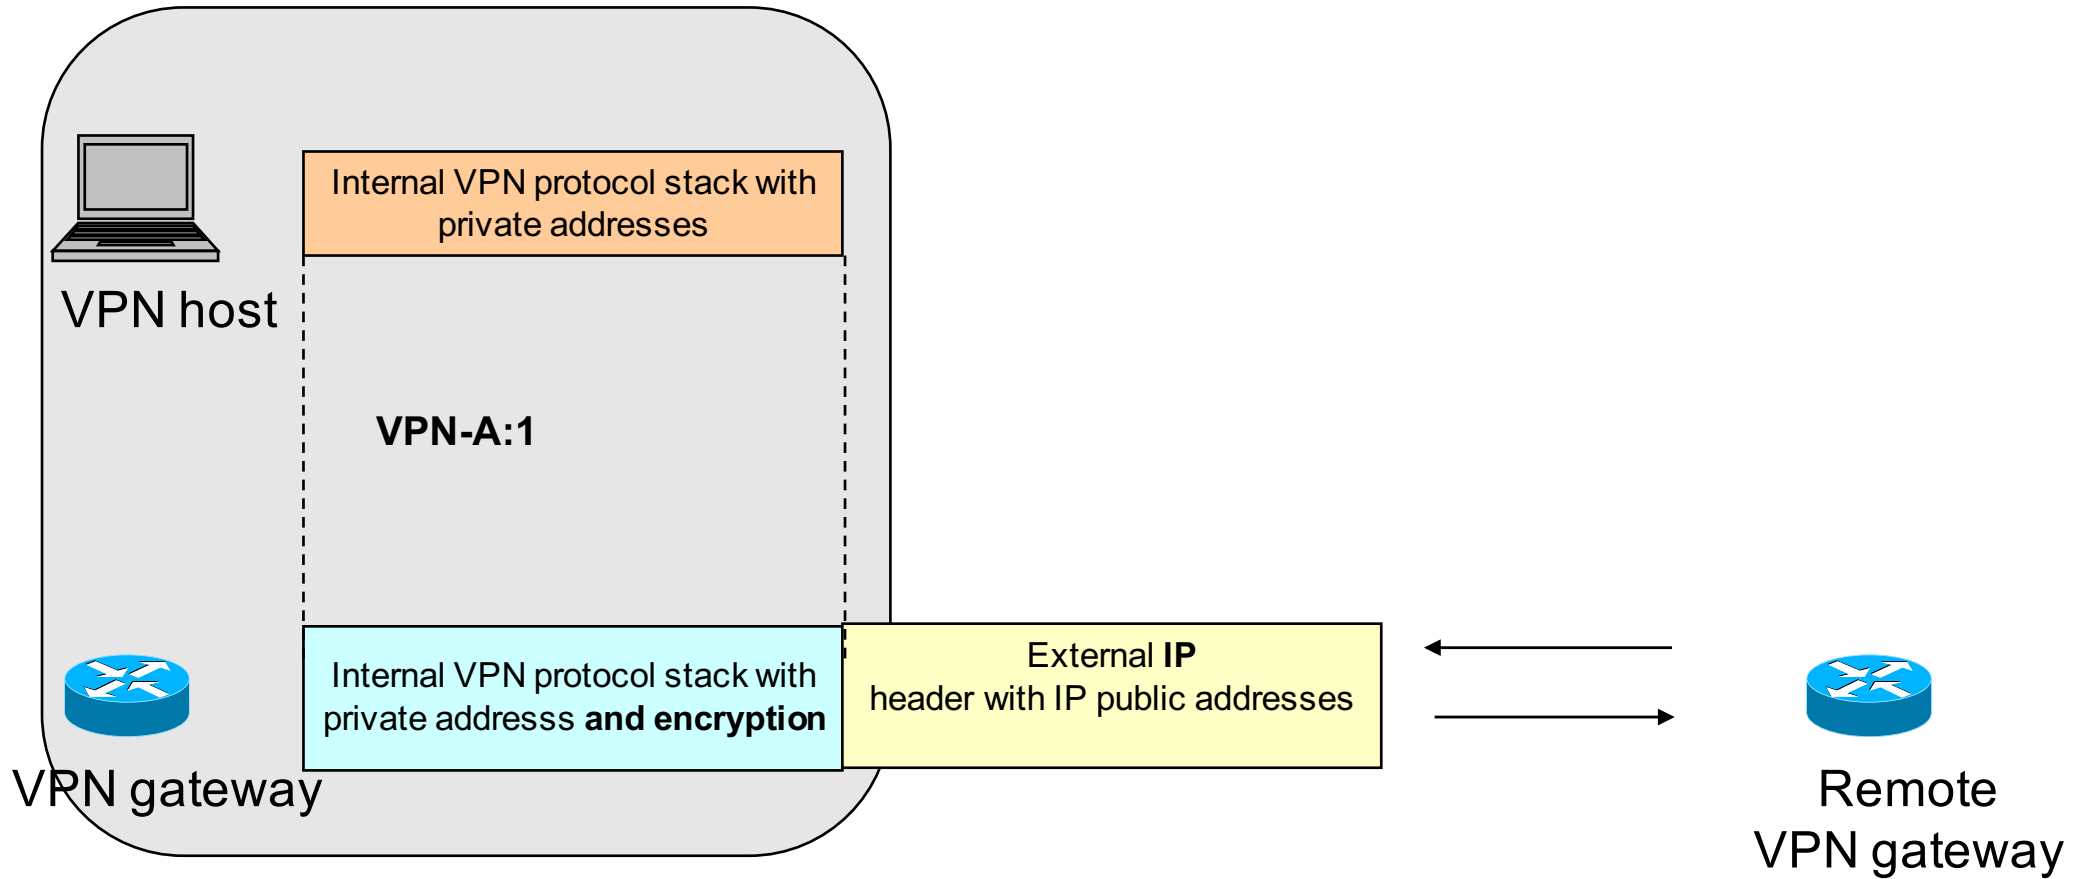 Internal VPN protocol stack with
private addresses
VPN host
VPN-A:1
Internal VPN protocol stack with
private addresss and encryption
External IP
header with IP public addresses
VPN gateway
Remote
VPN gateway